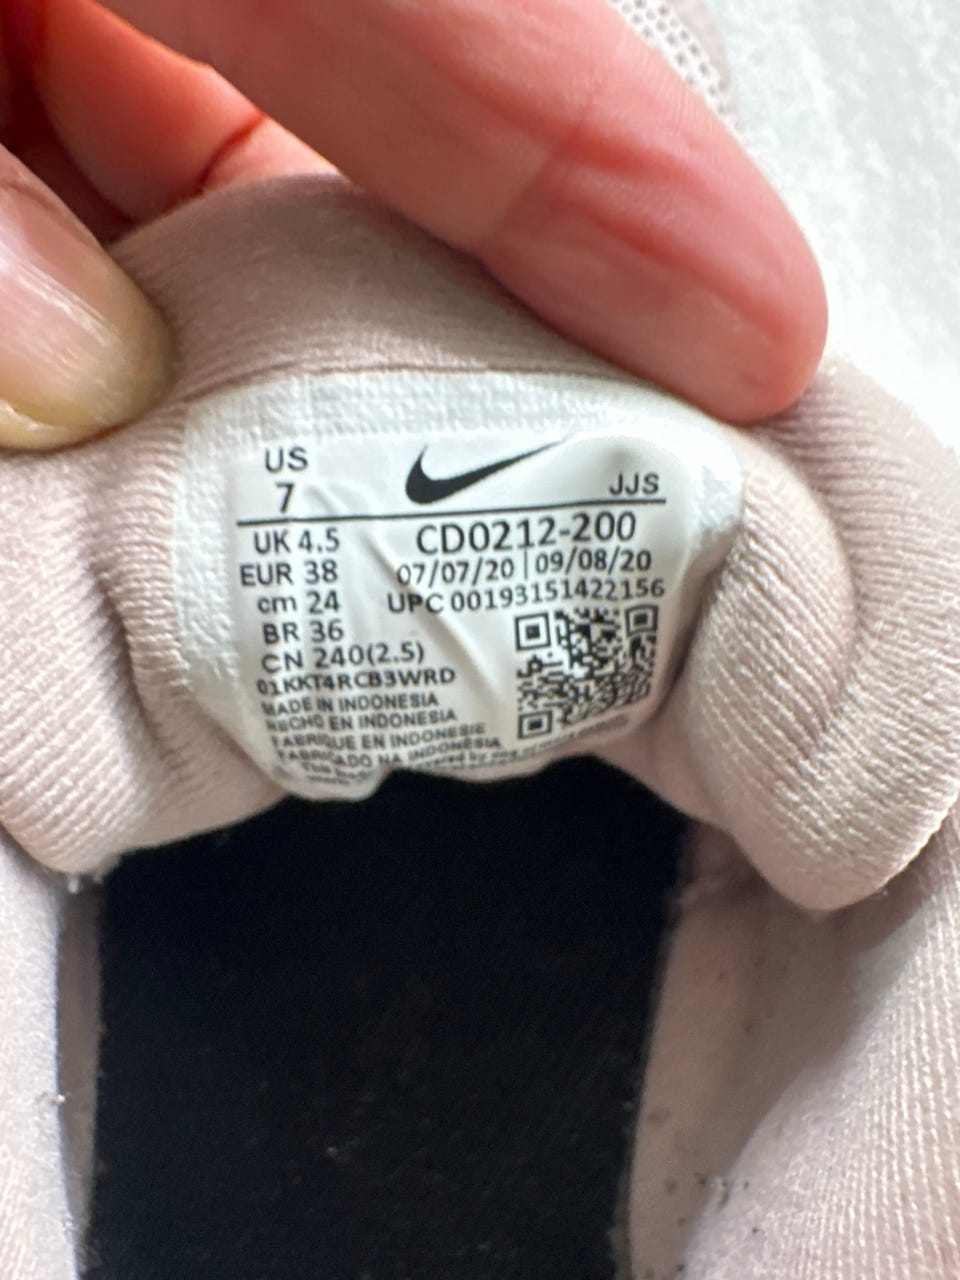 US
7
JJS
UK 4.5
EUR 38
cm 24
BR 36
CN 240(2.5)
CD0212-200
07/07/20 | 09/08/20
UPC 00193151422156
01KKT4RCB3WRD
MADE IN INDONESIA
HECHO EN INDONESIA
FABRIQUE EN INDONESIE
FABRICADO NA INDONESIA